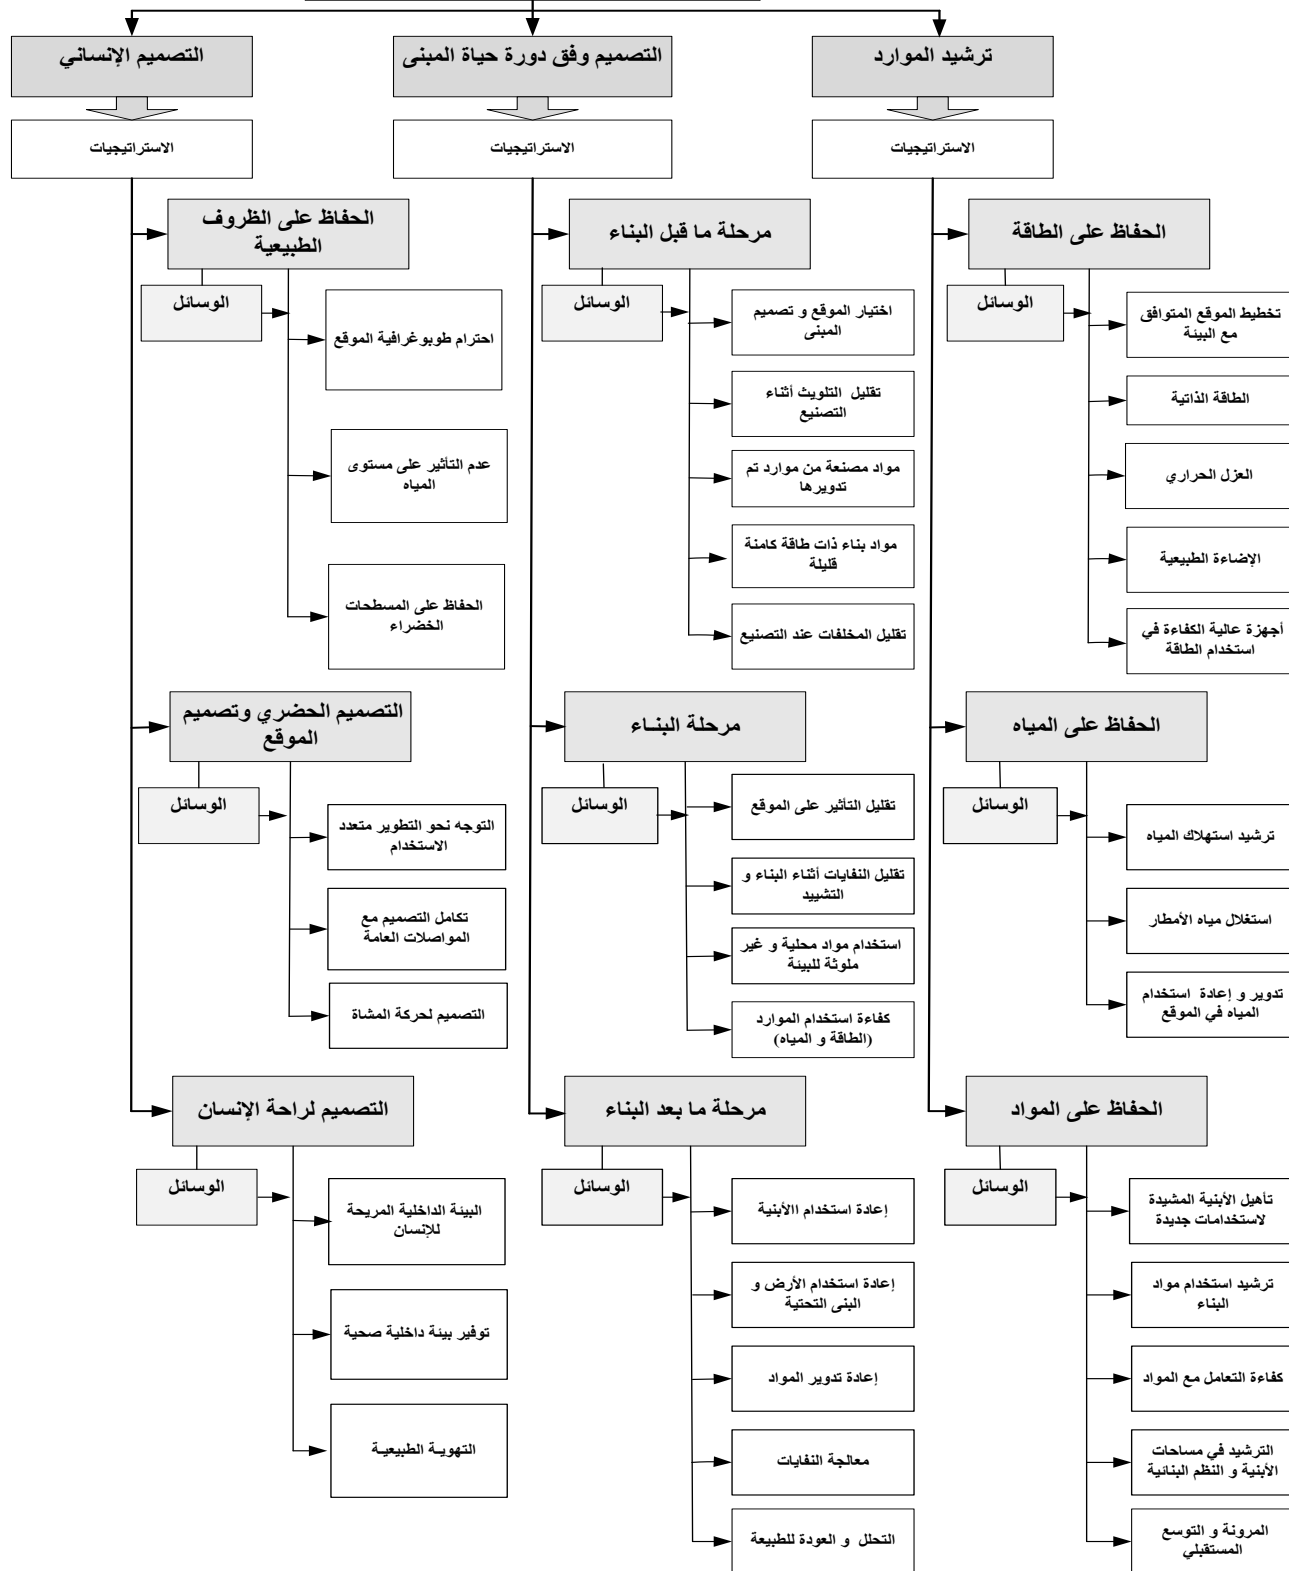 ترشيد الموارد
الاستراتيجيات
الحفاظ على الطاقة
الوسائل
تخطيط الموقع المتوافق
مع البيئة
الطاقة الذاتية
العزل الحراري
الإضاءة الطبيعية
أجهزة عالية الكفاءة في
استخدام الطاقة
الحفاظ على المياه
الوسائل
ترشيد استهلاك المياه
استغلال مياه الأمطار
تدوير و إعادة استخدام
المياه في الموقع
الحفاظ على المواد
الوسائل
تأهيل الأبنية المشيدة
لاستخدامات جديدة
ترشيد استخدام مواد
البناء
كفاءة التعامل مع المواد
الترشيد في مساحات
الأبنية و النظم البنائية
المرونة و التوسع
المستقبلي
التصميم وفق دورة حياة المبنى
الاستراتيجيات
مرحلة ما قبل البناء
الوسائل
اختيار الموقع و تصميم
المبنى
تقليل التلويث أثناء
التصنيع
مواد مصنعة من موارد تم
تدويرها
مواد بناء ذات طاقة كامنة
قليلة
تقليل المخلفات عند التصنيع
مرحلة البنـاء
الوسائل
تقليل التأثير على الموقع
تقليل النفايات أثناء البناء و
التشييد
استخدام مواد محلية و غير
ملوثة للبيئة
كفاءة استخدام الموارد
(الطاقة و المياه)
مرحلة ما بعد البناء
الوسائل
إعادة استخدام االأبنية
إعادة استخدام الأرض و
البنى التحتية
إعادة تدوير المواد
معالجة النفايات
التحلل و العودة للطبيعة
التصميم الإنساني
الاستراتيجيات
الحفاظ على الظروف
الطبيعية
الوسائل
احترام طوبوغرافية الموقع
عدم التأثير على مستوى
المياه
الحفاظ على المسطحات
الخضراء
التصميم الحضري وتصميم
الموقع
الوسائل
التوجه نحو التطوير متعدد
الاستخدام
تكامل التصميم مع
المواصلات العامة
التصميم لحركة المشاة
التصميم لراحة الإنسان
الوسائل
البيئة الداخلية المريحة
للإنسان
توفير بيئة داخلية صحية
التهويـة الطبيعيـة